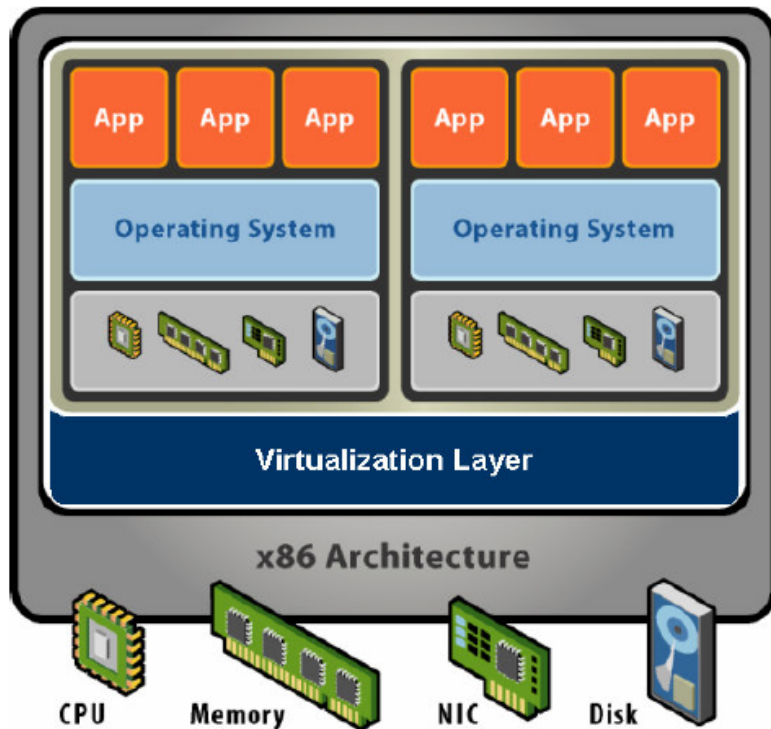 App App App App App App
Operating System Operating System
Virtualization Layer
x86 Architecture
CPU Memory NIC Disk